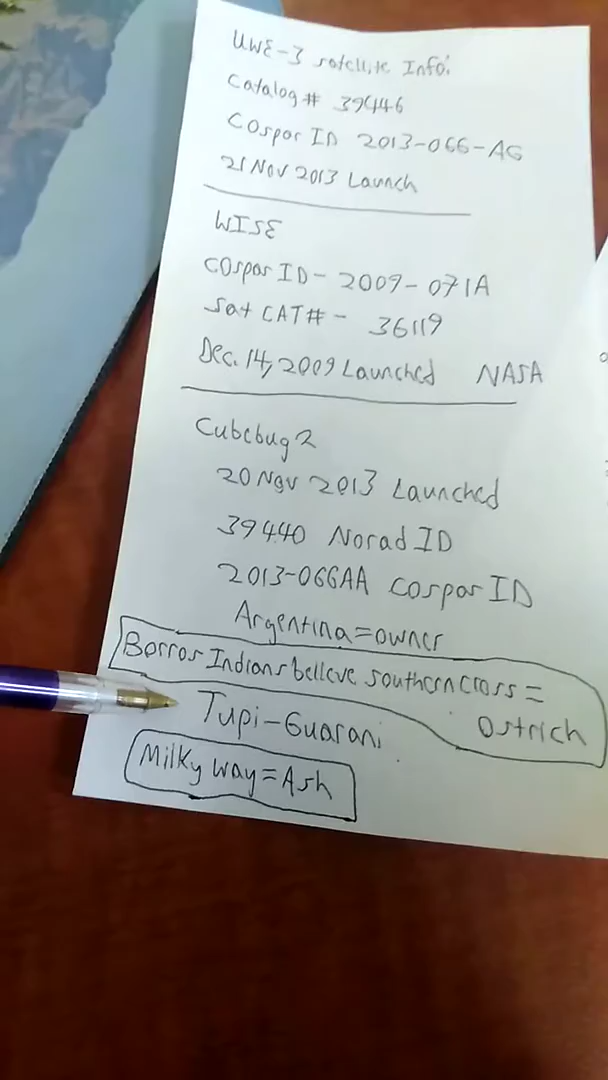 UWE-3 satellite Info:
Catalog# 39446
COspar ID 2013-066-AG
21 Nov 2013 Launch
WISE
COspar ID - 2009-071A
Sat CAT# - 36119
Dec. 14, 2009 Launched NASA
Cubebug 2
20 Nov 2013 Launched
39440 Norad ID
2013-066AA Cospar ID
Argentina=owner
Borros Indians believe southern cross =
Ostrich
Tupi-Guarani
Milky Way=Ash